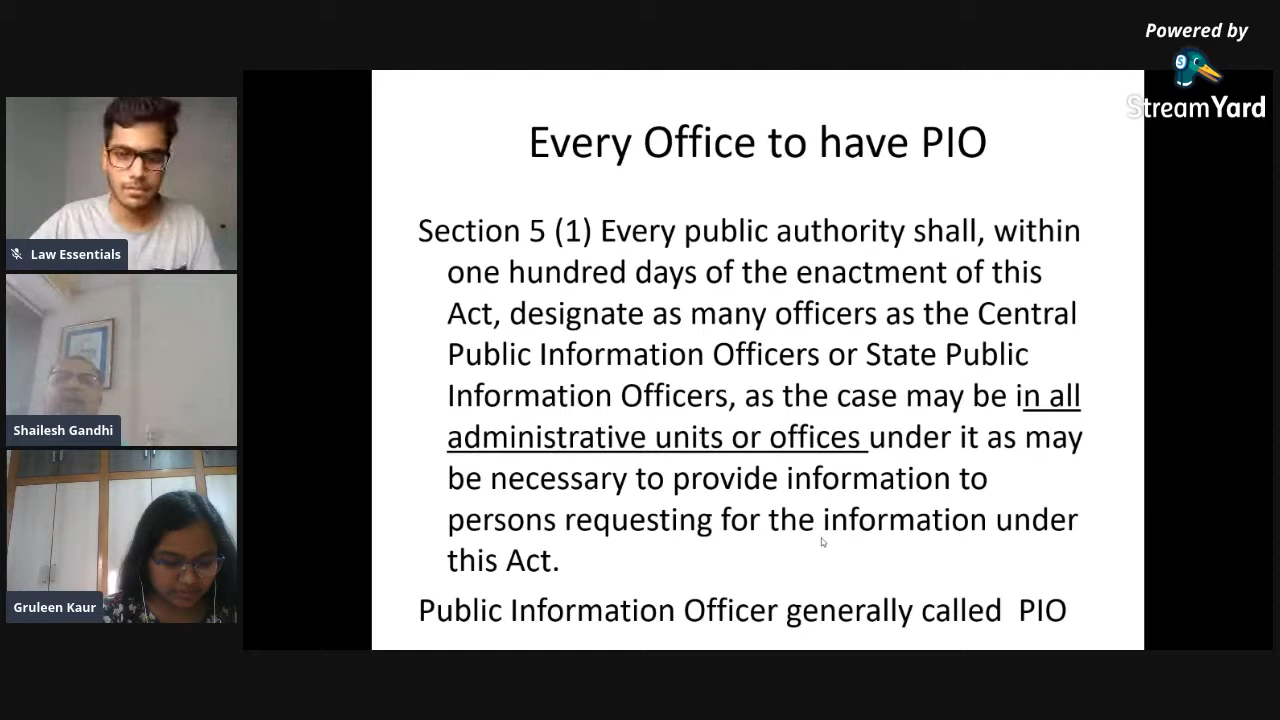 Powered by
StreamYard
Law Essentials
Shailesh Gandhi
Gruleen Kaur
Every Office to have PIO
Section 5 (1) Every public authority shall, within
one hundred days of the enactment of this
Act, designate as many officers as the Central
Public Information Officers or State Public
Information Officers, as the case may be in all
administrative units or offices under it as may
be necessary to provide information to
persons requesting for the information under
this Act.
Public Information Officer generally called PIO